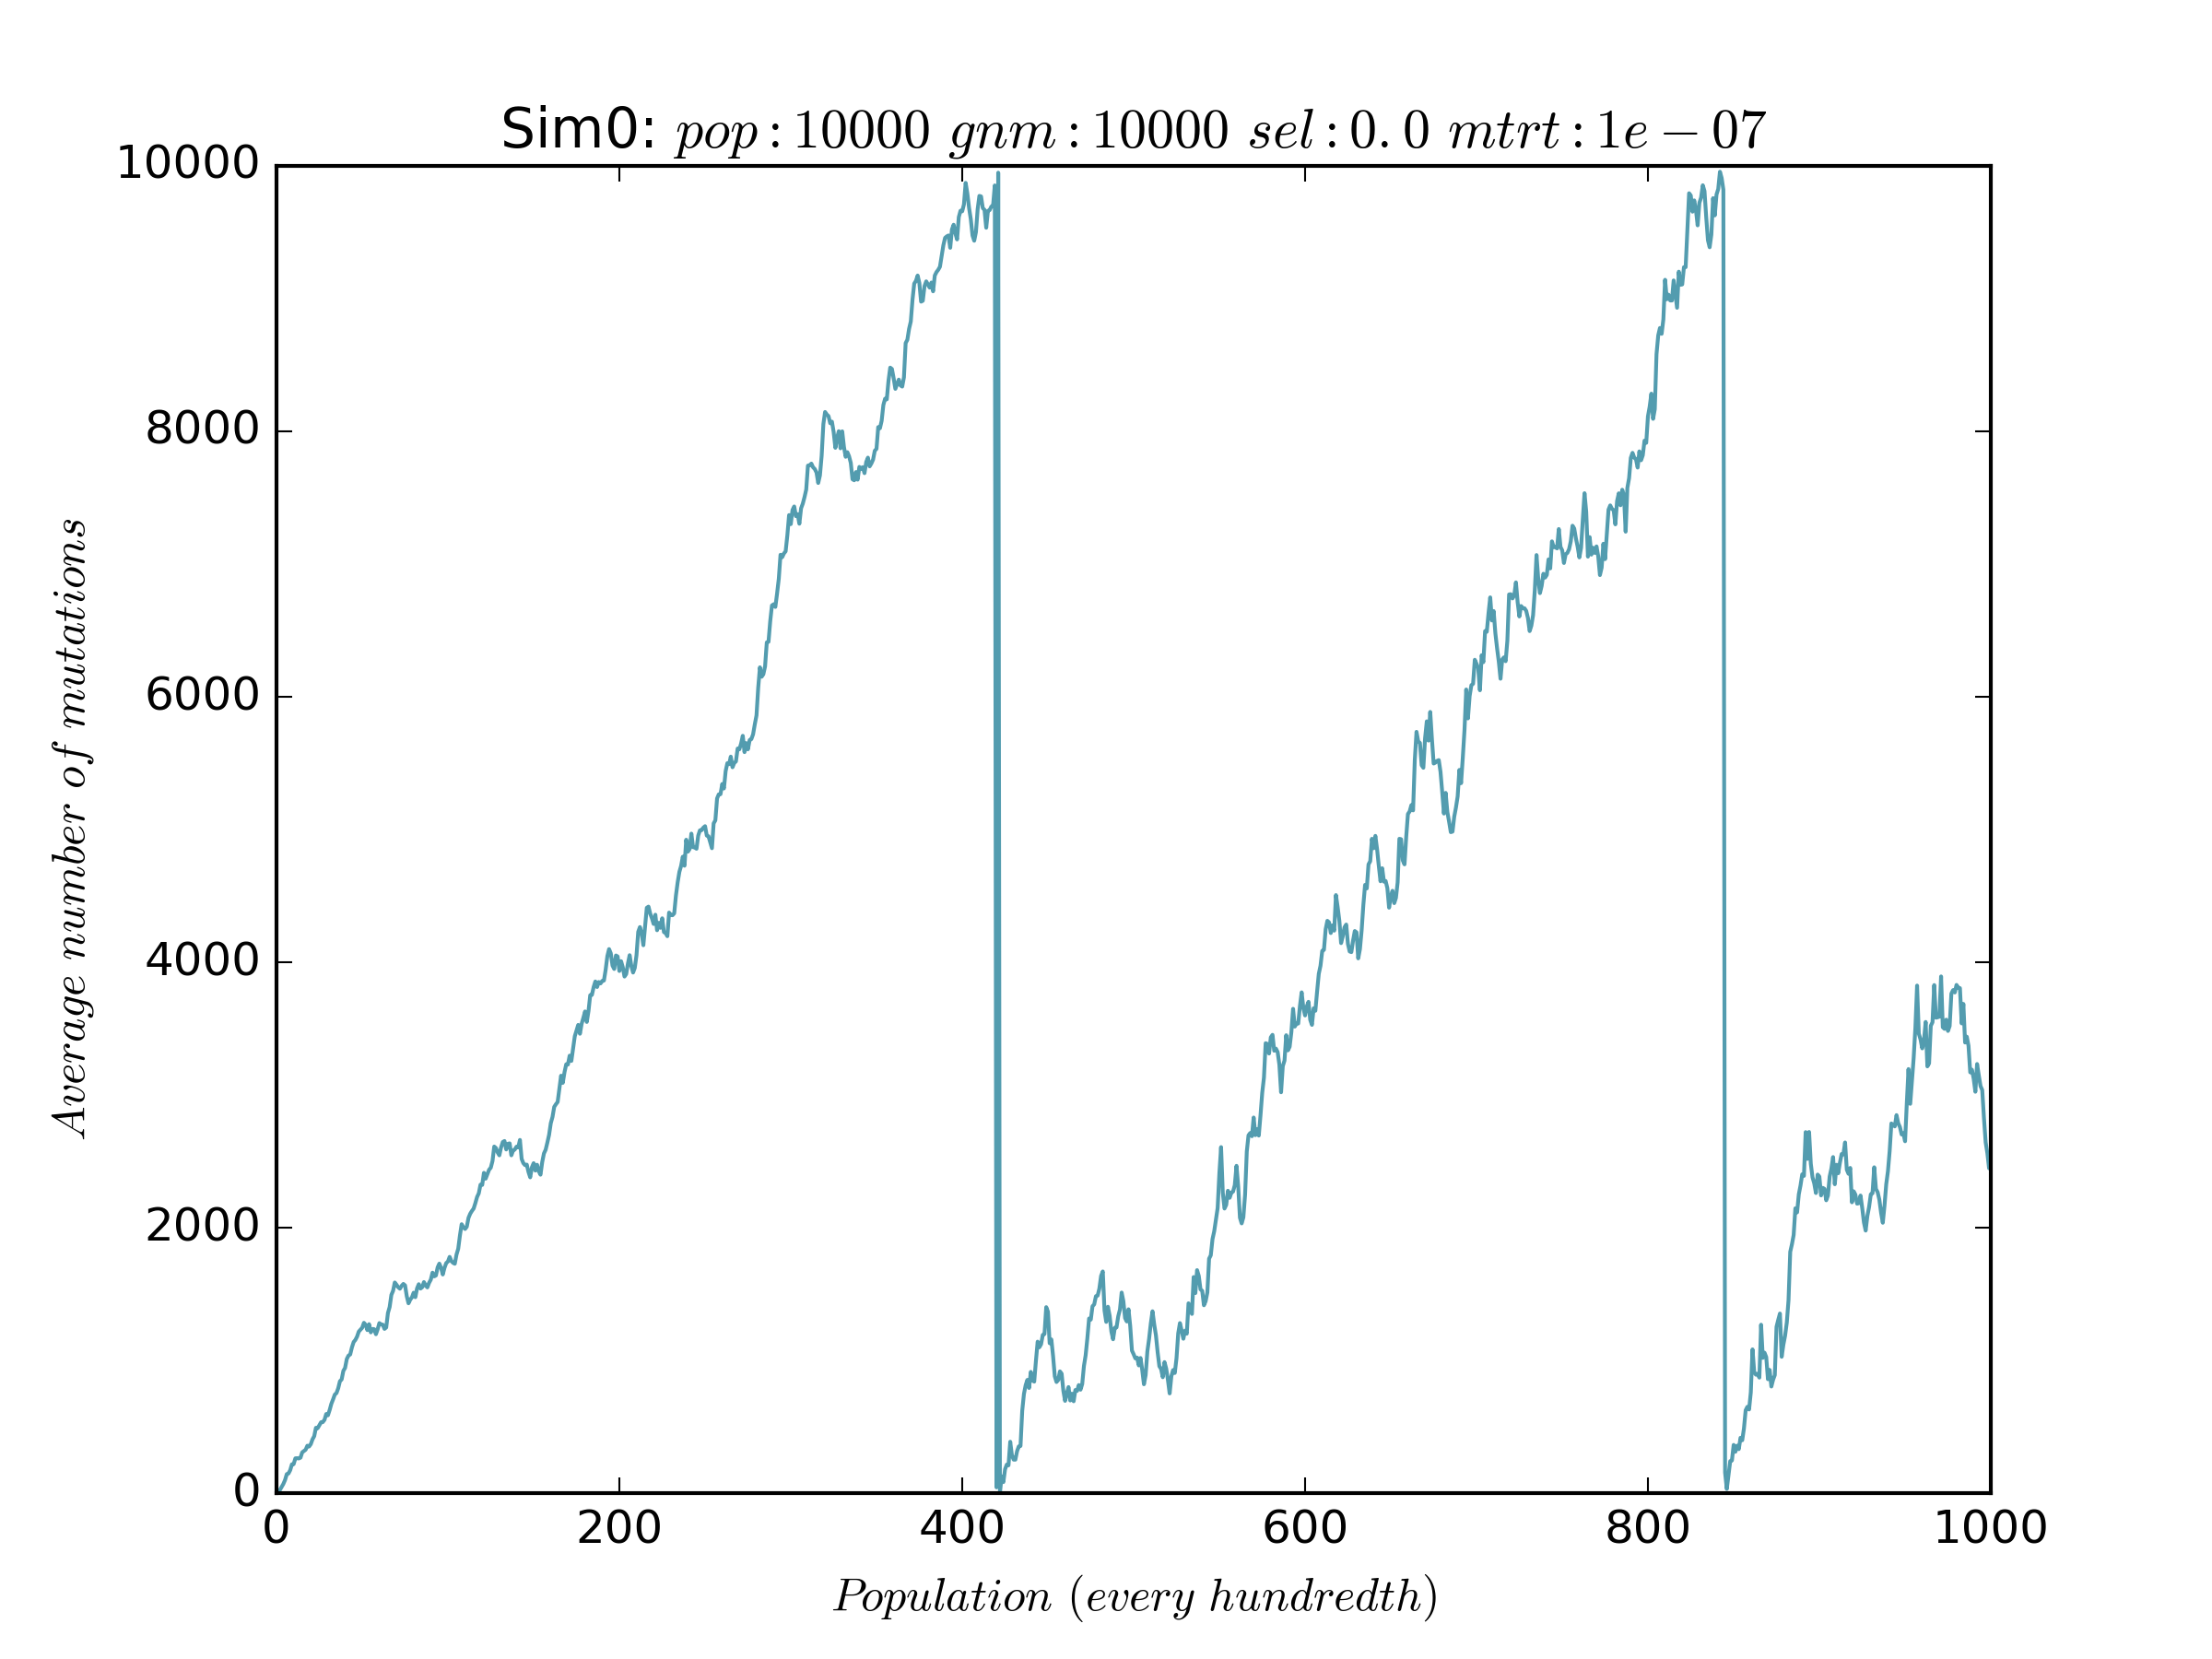 Sim0: pop : 10000 gnm : 10000 sel : 0.0 mtrt : 1e − 07
10000
8000
6000
4000
2000
0
Average number of mutations
0 200 400 600 800 1000
Population (every hundredth)